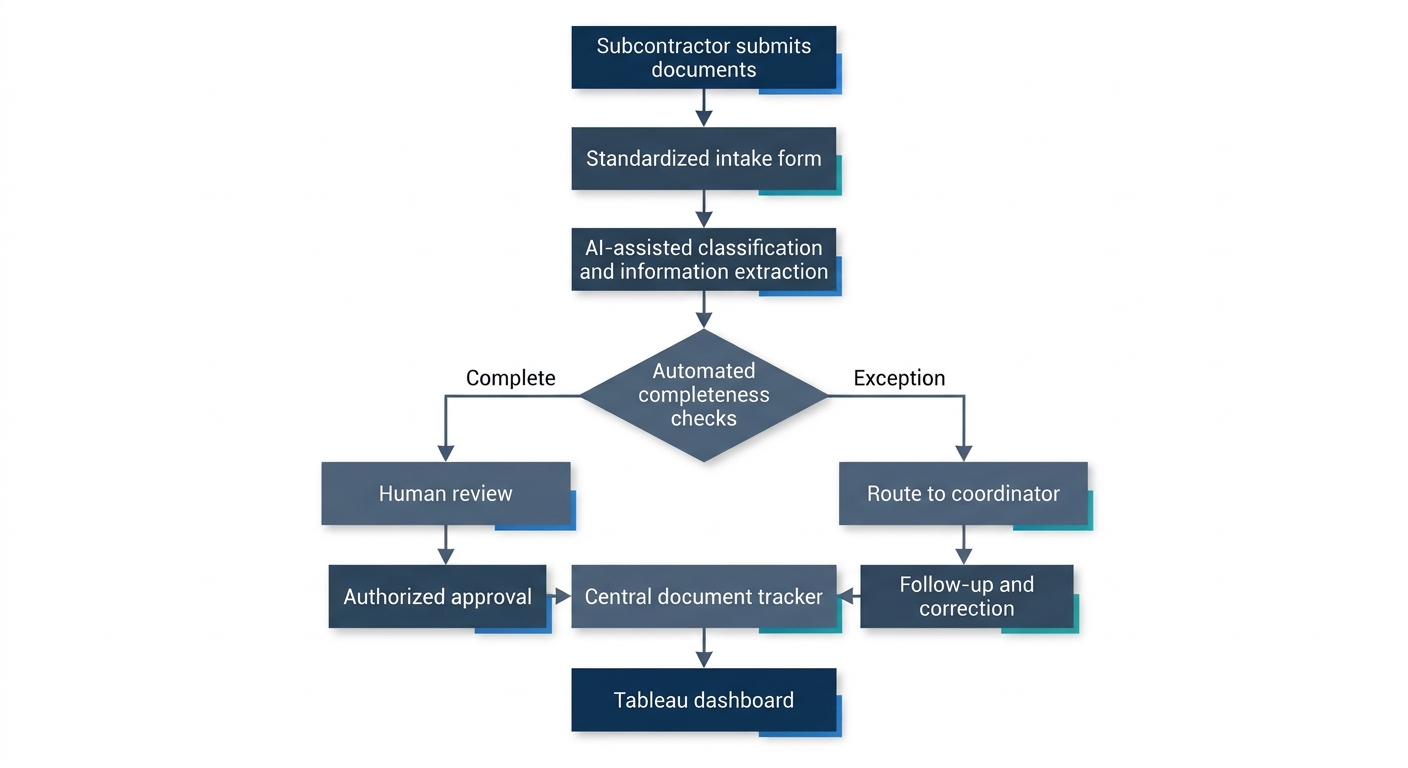 Subcontractor submits
documents
Standardized intake form
AI-assisted classification
and information extraction
Automated
completeness
checks
Complete
Exception
Human review
Route to coordinator
Authorized approval
Central document tracker
Follow-up and
correction
Tableau dashboard